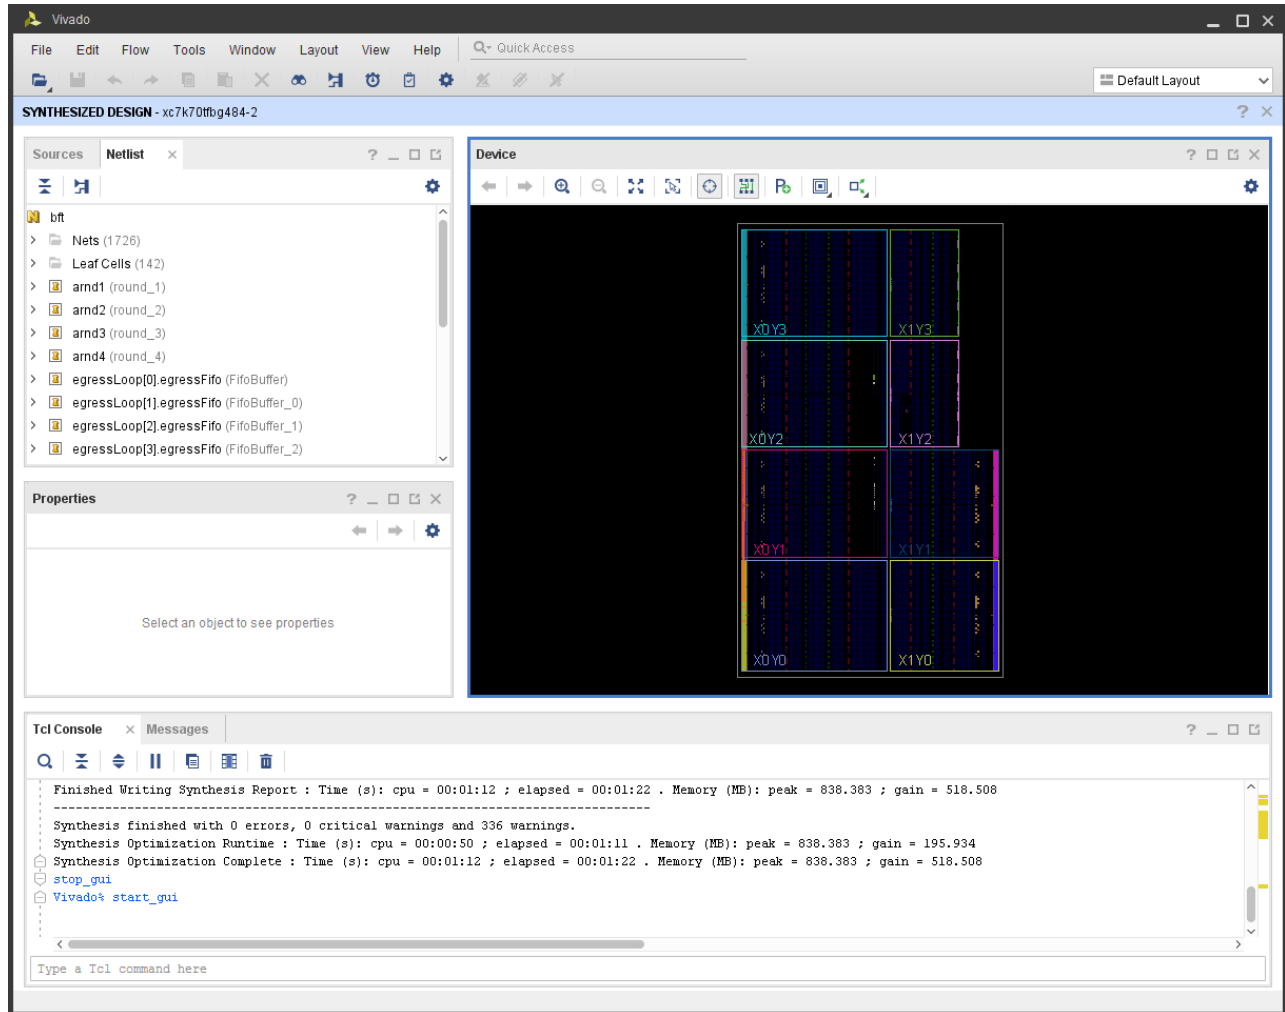 Vivado
File Edit Flow Tools Window Layout View Help Quick Access
Default Layout
SYNTHESIZED DESIGN - xc7k70tfbg484-2
Sources Netlist
bft
Nets (1726)
Leaf Cells (142)
arnd1 (round_1)
arnd2 (round_2)
arnd3 (round_3)
arnd4 (round_4)
egressLoop[0].egressFifo (FifoBuffer)
egressLoop[1].egressFifo (FifoBuffer_0)
egressLoop[2].egressFifo (FifoBuffer_1)
egressLoop[3].egressFifo (FifoBuffer_2)
Properties
Select an object to see properties
Device
X0Y3 X1Y3
X0Y2 X1Y2
X0Y1 X1Y1
X0Y0 X1Y0
Tcl Console Messages
Finished Writing Synthesis Report : Time (s): cpu = 00:01:12 ; elapsed = 00:01:22 . Memory (MB): peak = 838.383 ; gain = 518.508
---------------------------------------------------------------------------------
Synthesis finished with 0 errors, 0 critical warnings and 336 warnings.
Synthesis Optimization Runtime : Time (s): cpu = 00:00:50 ; elapsed = 00:01:11 . Memory (MB): peak = 838.383 ; gain = 195.934
Synthesis Optimization Complete : Time (s): cpu = 00:01:12 ; elapsed = 00:01:22 . Memory (MB): peak = 838.383 ; gain = 518.508
stop_gui
Vivado% start_gui
Type a Tcl command here